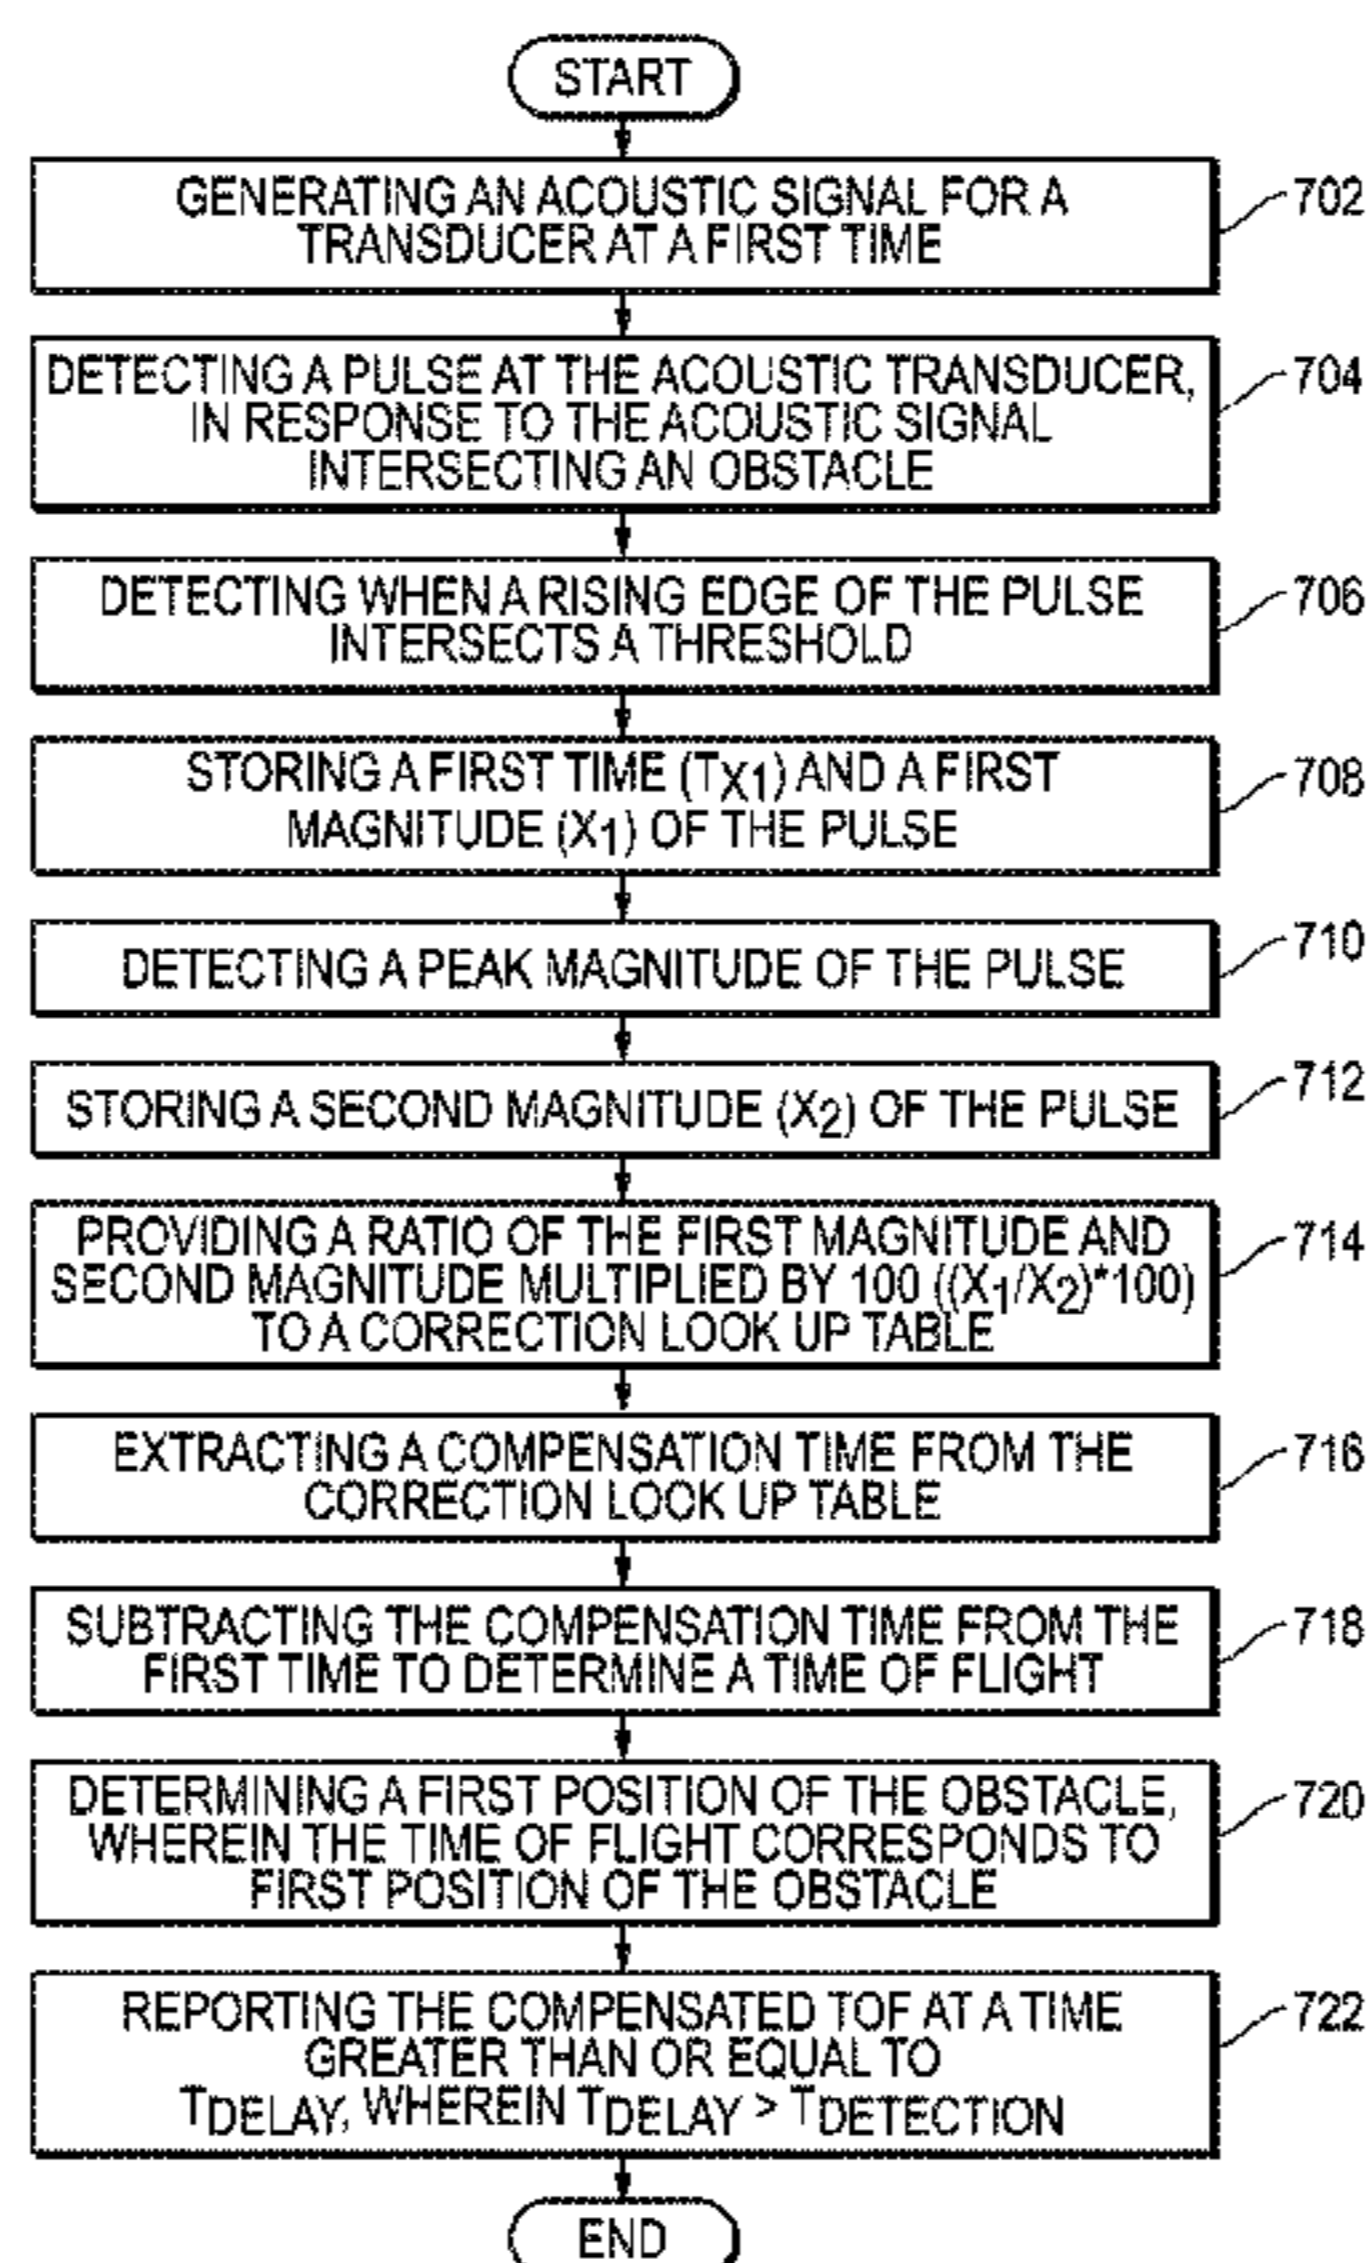 START
GENERATING AN ACOUSTIC SIGNAL FOR A
TRANSDUCER AT A FIRST TIME
702
DETECTING A PULSE AT THE ACOUSTIC TRANSDUCER,
IN RESPONSE TO THE ACOUSTIC SIGNAL
INTERSECTING AN OBSTACLE
704
DETECTING WHEN A RISING EDGE OF THE PULSE
INTERSECTS A THRESHOLD
706
STORING A FIRST TIME (TX1) AND A FIRST
MAGNITUDE (X1) OF THE PULSE
708
DETECTING A PEAK MAGNITUDE OF THE PULSE
710
STORING A SECOND MAGNITUDE (X2) OF THE PULSE
712
PROVIDING A RATIO OF THE FIRST MAGNITUDE AND
SECOND MAGNITUDE MULTIPLIED BY 100 ((X1/X2)*100)
TO A CORRECTION LOOK UP TABLE
714
EXTRACTING A COMPENSATION TIME FROM THE
CORRECTION LOOK UP TABLE
716
SUBTRACTING THE COMPENSATION TIME FROM THE
FIRST TIME TO DETERMINE A TIME OF FLIGHT
718
DETERMINING A FIRST POSITION OF THE OBSTACLE,
WHEREIN THE TIME OF FLIGHT CORRESPONDS TO
FIRST POSITION OF THE OBSTACLE
720
REPORTING THE COMPENSATED TOF AT A TIME
GREATER THAN OR EQUAL TO
TDELAY, WHEREIN TDELAY > TDETECTION
722
END